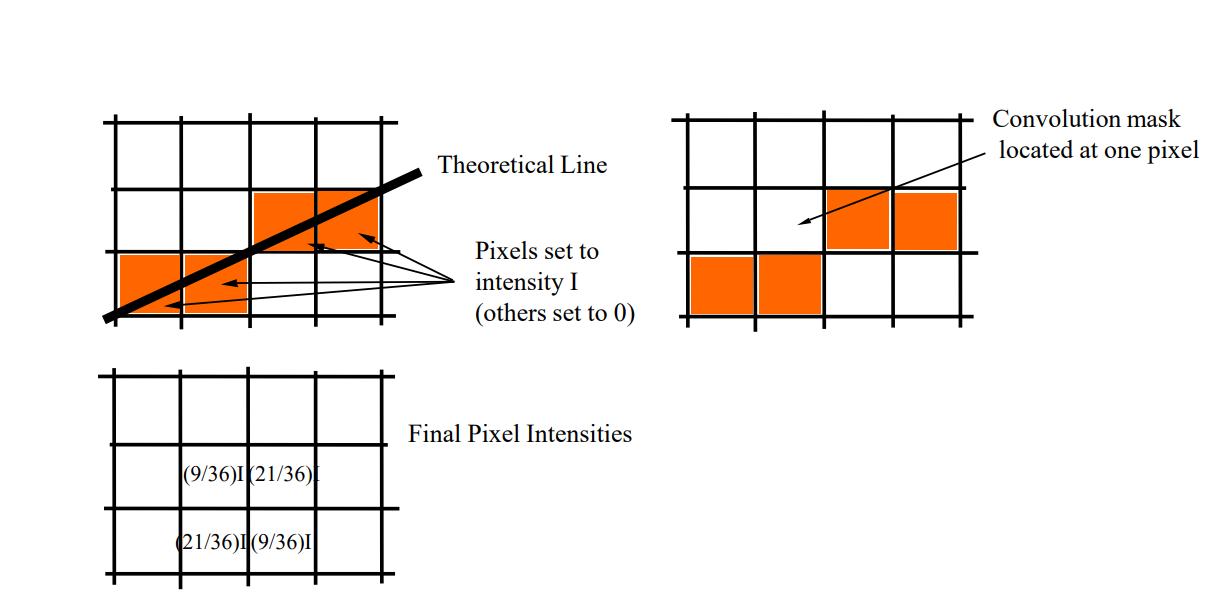 Theoretical Line
Pixels set to
intensity I
(others set to 0)
Convolution mask
located at one pixel
Final Pixel Intensities
(9/36)I (21/36)I
(21/36)I (9/36)I